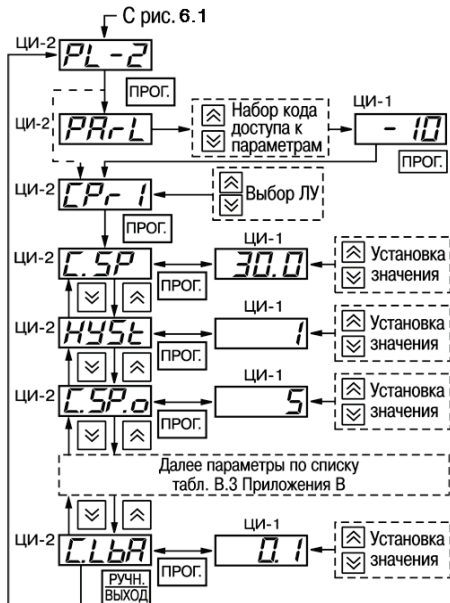 С рис. 6.1
ЦИ-2 PL-2
ПРОГ.
ЦИ-2 PArL
Набор кода доступа к параметрам
ЦИ-1
- 10
ПРОГ.
ЦИ-2 CPr 1
Выбор ЛУ
ПРОГ.
ЦИ-2 C.SP
ПРОГ.
ЦИ-1
30.0
Установка значения
ЦИ-2 HYSt
ПРОГ.
ЦИ-1
1
Установка значения
ЦИ-2 C.SP.o
ПРОГ.
ЦИ-1
5
Установка значения
Далее параметры по списку
табл. В.3 Приложения В
ЦИ-2 C.LbA
ПРОГ.
ЦИ-1
0.1
Установка значения
РУЧН.
ВЫХОД